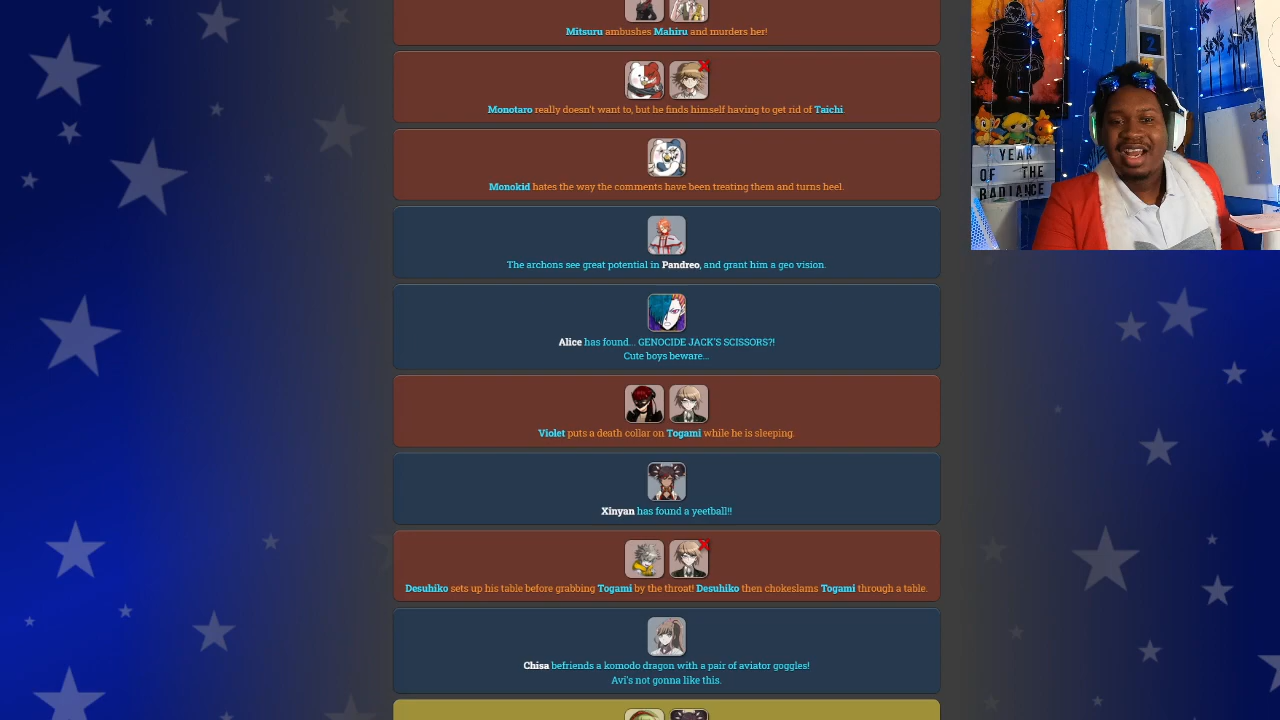 Mitsuru ambushes Mahiru and murders her!
Monotaro really doesn't want to, but he finds himself having to get rid of Taichi.
Monokid hates the way the comments have been treating them and turns heel.
The archons see great potential in Pandreo, and grant him a geo vision.
Alice has found... GENOCIDE JACK'S SCISSORS?!
Cute boys beware...
Violet puts a death collar on Togami while he is sleeping.
Xinyan has found a yeetball!!
Desuhiko sets up his table before grabbing Togami by the throat! Desuhiko then chokeslams Togami through a table.
Chisa befriends a komodo dragon with a pair of aviator goggles!
Avi's not gonna like this.
YEAR
OF THE
RADIANCE
2